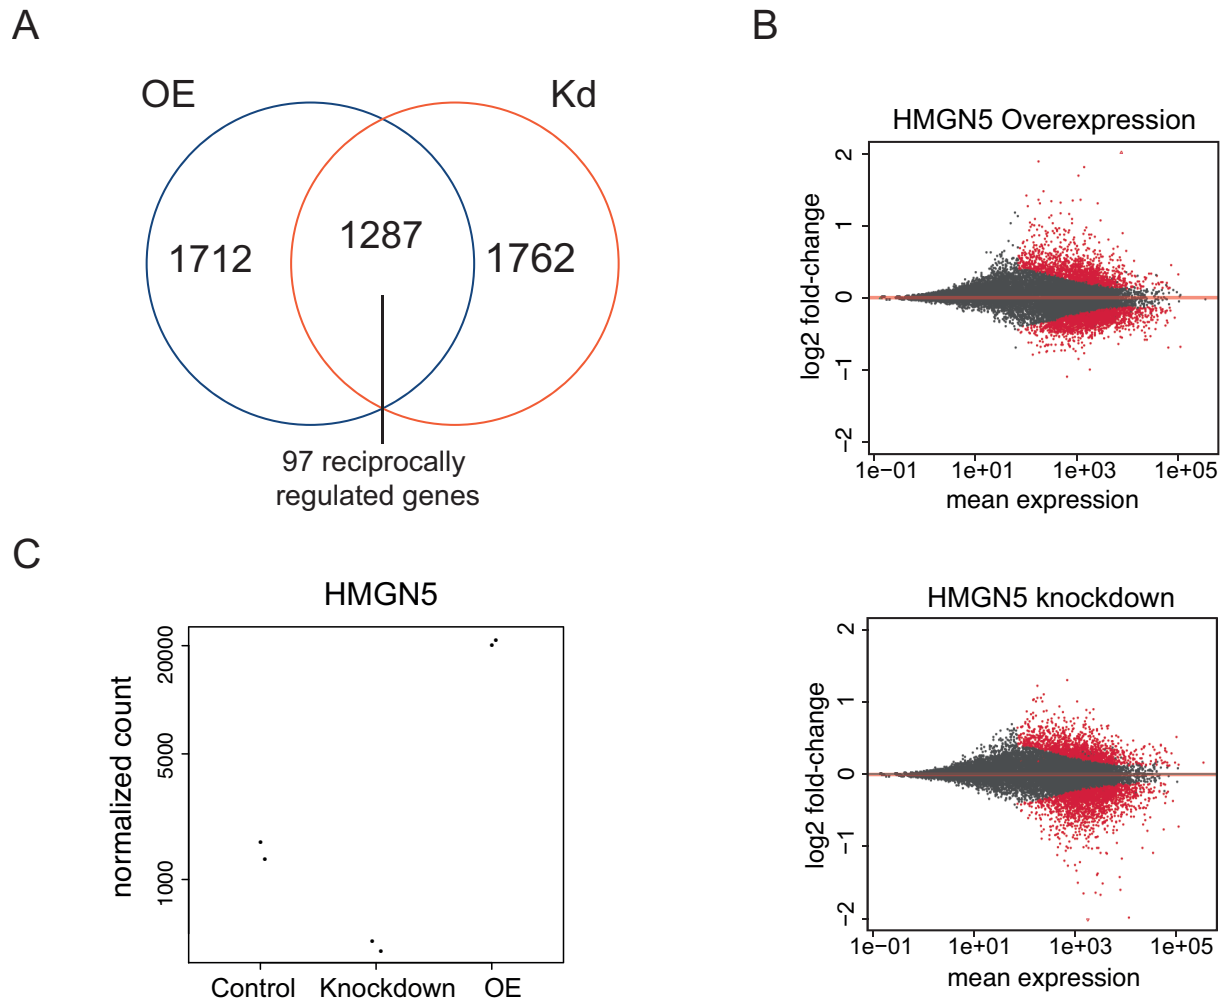 A
OE
Kd
1712
1287
1762
97 reciprocally
regulated genes
B
HMGN5 Overexpression
log2 fold-change
2
1
0
−1
−2
1e−01 1e+01 1e+03 1e+05
mean expression
C
HMGN5
normalized count
20000
5000
1000
Control Knockdown OE
HMGN5 knockdown
log2 fold-change
2
1
0
−1
−2
1e−01 1e+01 1e+03 1e+05
mean expression